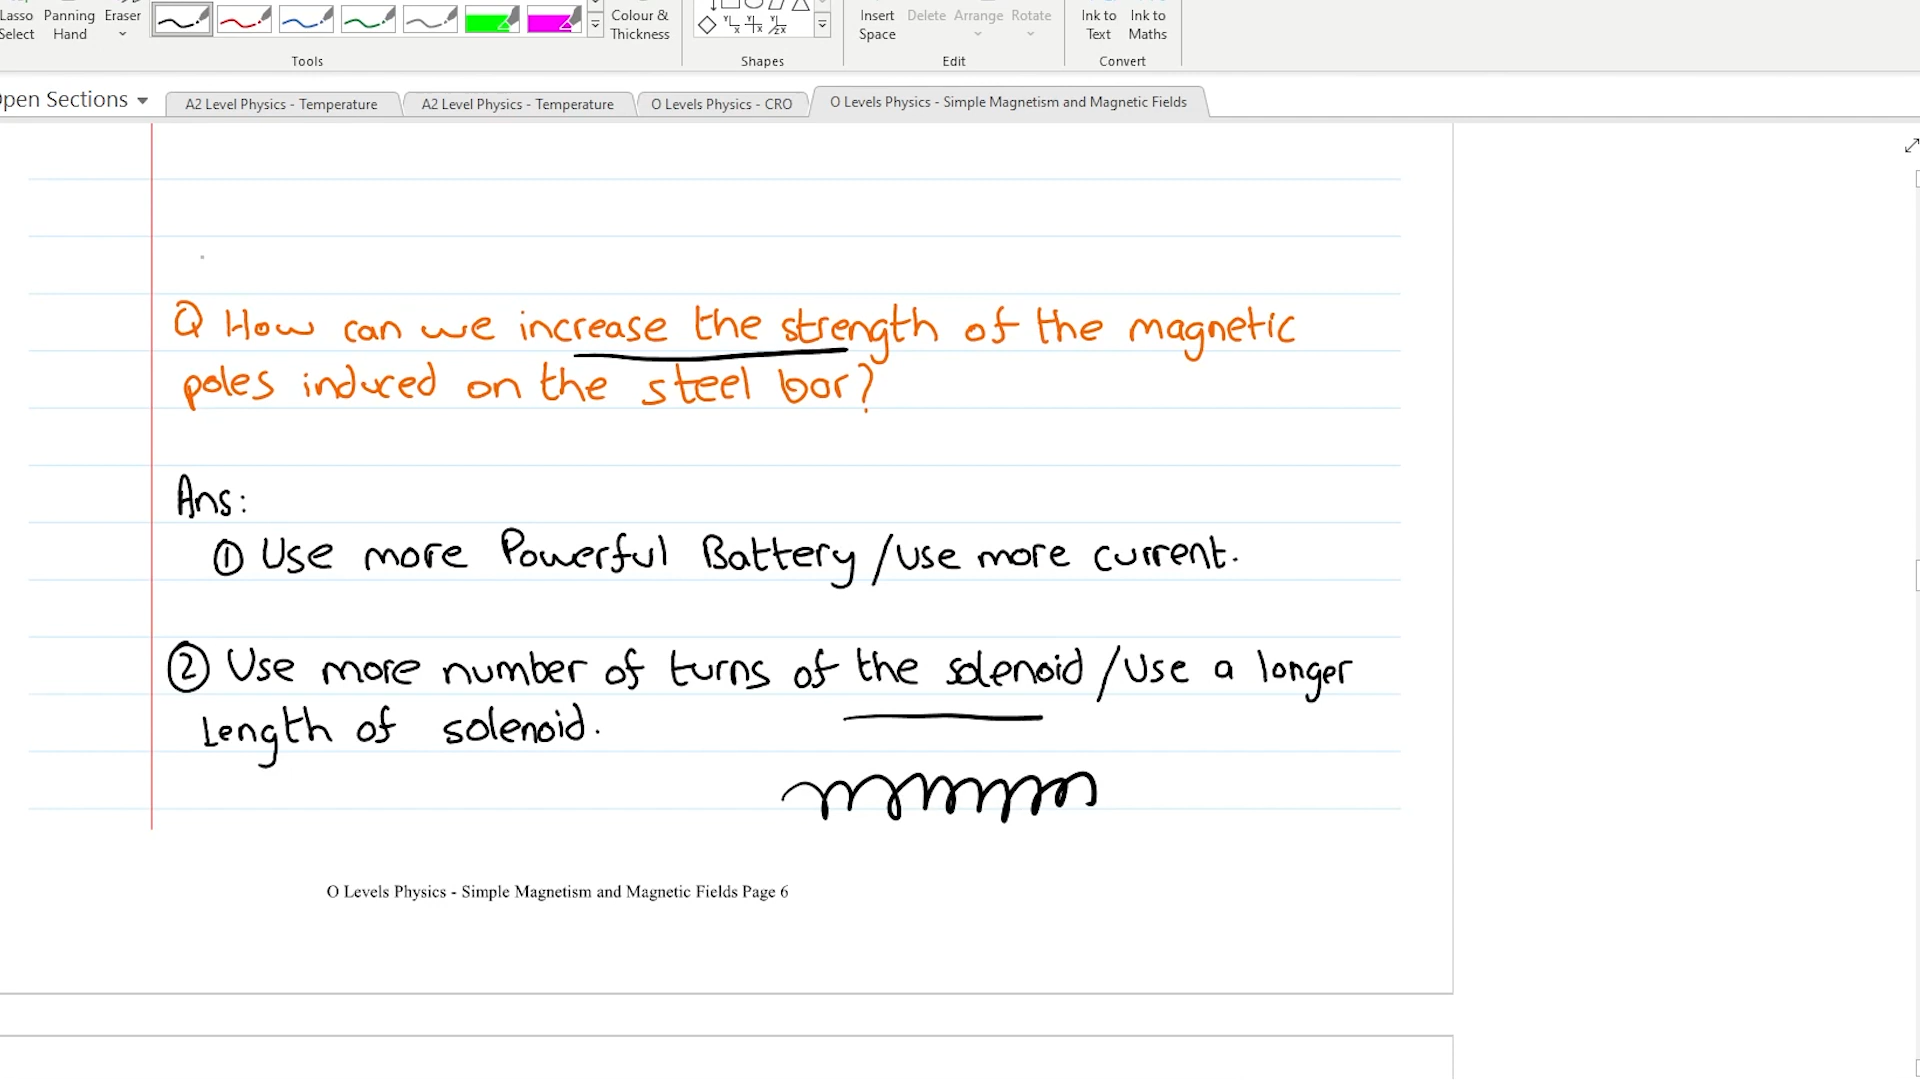 Lasso Panning Eraser
Select Hand
Colour &
Thickness
Insert Delete Arrange Rotate
Space
Ink to Ink to
Text Maths
Tools Shapes Edit Convert
pen Sections
A2 Level Physics - Temperature
A2 Level Physics - Temperature
O Levels Physics - CRO
O Levels Physics - Simple Magnetism and Magnetic Fields
Q How can we increase the strength of the magnetic
poles induced on the steel bar?
Ans:
① Use more Powerful Battery /use more current.
② Use more number of turns of the solenoid /Use a longer
Length of solenoid.
O Levels Physics - Simple Magnetism and Magnetic Fields Page 6